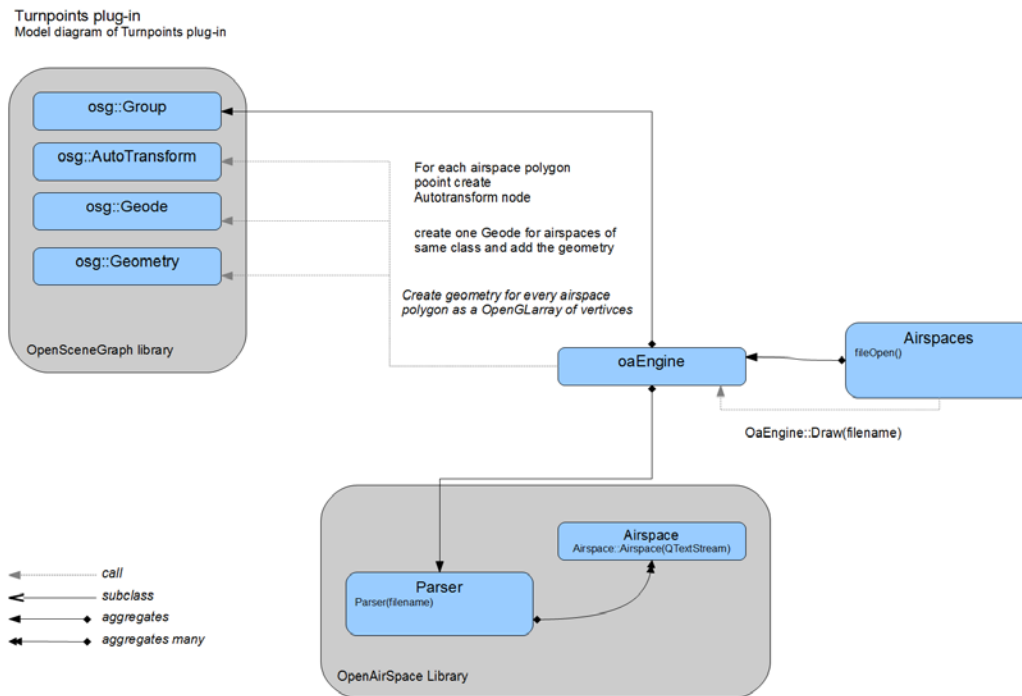 Turnpoints plug-in
Model diagram of Turnpoints plug-in
osg::Group
osg::AutoTransform
osg::Geode
osg::Geometry
OpenSceneGraph library
For each airspace polygon
pooint create
Autotransform node
create one Geode for airspaces of
same class and add the geometry
Create geometry for every airspace
polygon as a OpenGLarray of vertivces
oaEngine
Airspaces
fileOpen()
OaEngine::Draw(filename)
Airspace
Airspace::Airspace(QTextStream)
Parser
Parser(filename)
OpenAirSpace Library
call
subclass
aggregates
aggregates many